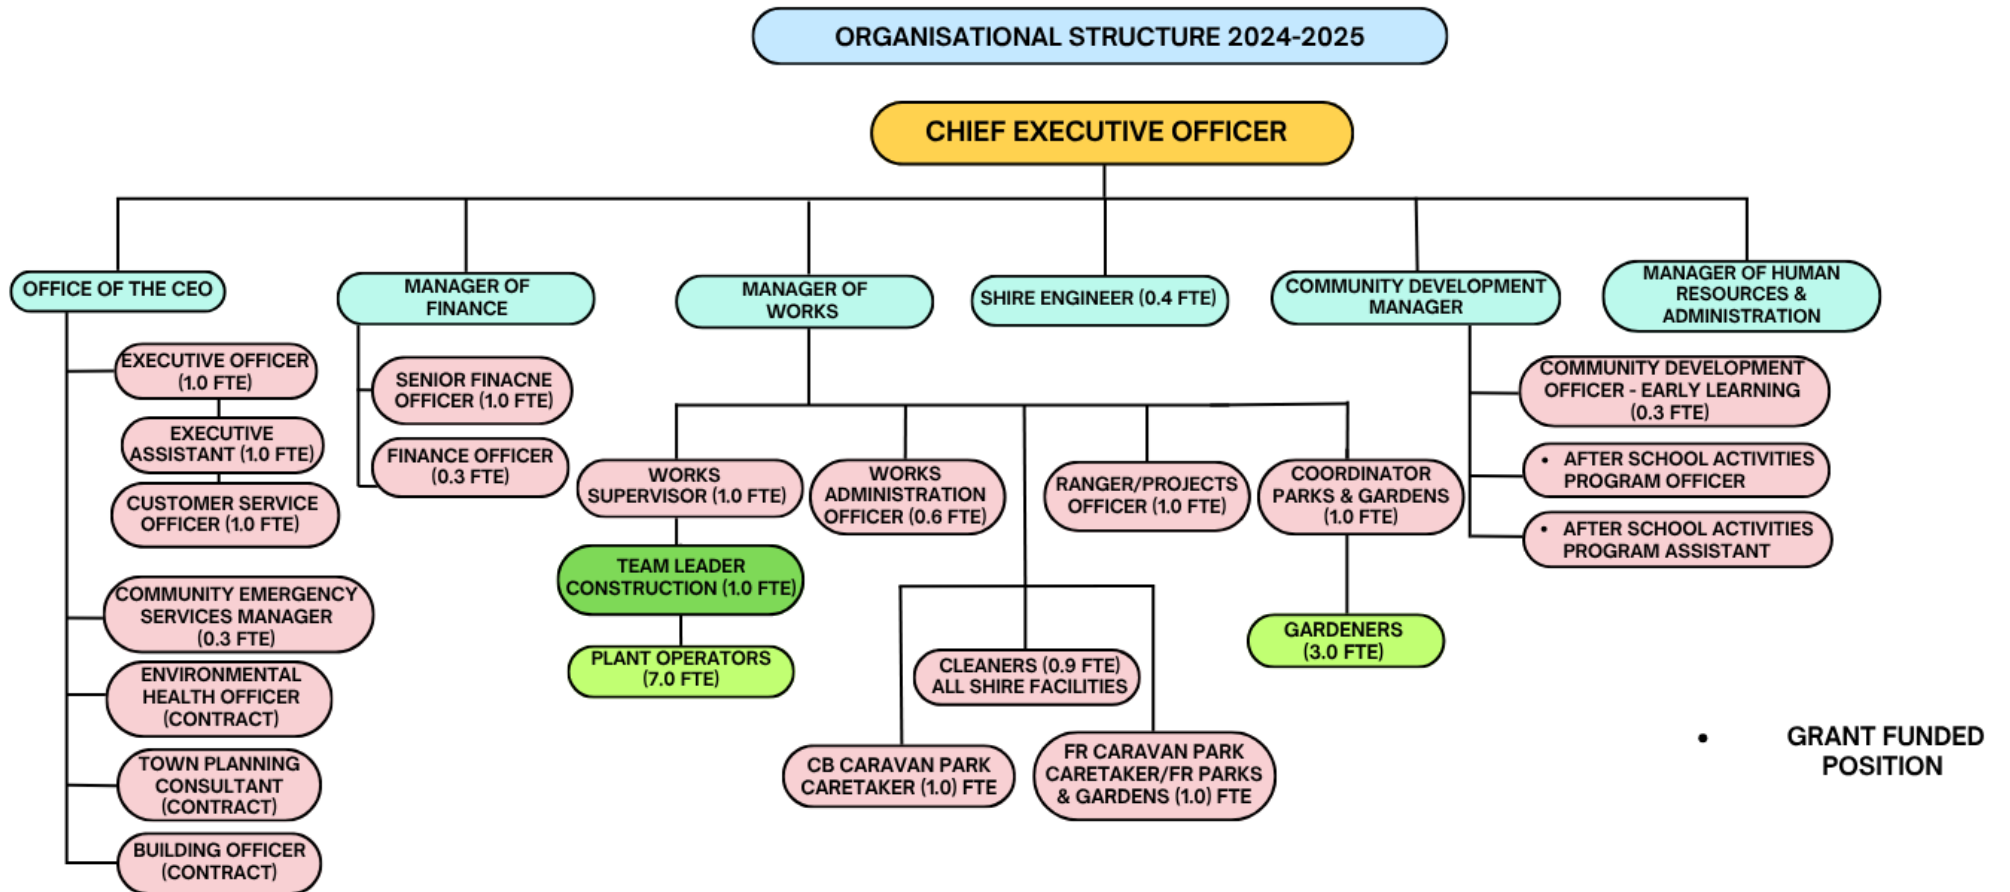 ORGANISATIONAL STRUCTURE 2024-2025
CHIEF EXECUTIVE OFFICER
OFFICE OF THE CEO
EXECUTIVE OFFICER
(1.0 FTE)
EXECUTIVE
ASSISTANT (1.0 FTE)
CUSTOMER SERVICE
OFFICER (1.0 FTE)
COMMUNITY EMERGENCY
SERVICES MANAGER
(0.3 FTE)
ENVIRONMENTAL
HEALTH OFFICER
(CONTRACT)
TOWN PLANNING
CONSULTANT
(CONTRACT)
BUILDING OFFICER
(CONTRACT)
MANAGER OF
FINANCE
SENIOR FINACNE
OFFICER (1.0 FTE)
FINANCE OFFICER
(0.3 FTE)
MANAGER OF
WORKS
WORKS
SUPERVISOR (1.0 FTE)
TEAM LEADER
CONSTRUCTION (1.0 FTE)
PLANT OPERATORS
(7.0 FTE)
WORKS
ADMINISTRATION
OFFICER (0.6 FTE)
CLEANERS (0.9 FTE)
ALL SHIRE FACILITIES
CB CARAVAN PARK
CARETAKER (1.0) FTE
FR CARAVAN PARK
CARETAKER/FR PARKS
& GARDENS (1.0) FTE
RANGER/PROJECTS
OFFICER (1.0 FTE)
COORDINATOR
PARKS & GARDENS
(1.0 FTE)
GARDENERS
(3.0 FTE)
SHIRE ENGINEER (0.4 FTE)
COMMUNITY DEVELOPMENT
MANAGER
COMMUNITY DEVELOPMENT
OFFICER - EARLY LEARNING
(0.3 FTE)
• AFTER SCHOOL ACTIVITIES
PROGRAM OFFICER
• AFTER SCHOOL ACTIVITIES
PROGRAM ASSISTANT
MANAGER OF HUMAN
RESOURCES &
ADMINISTRATION
• GRANT FUNDED
POSITION